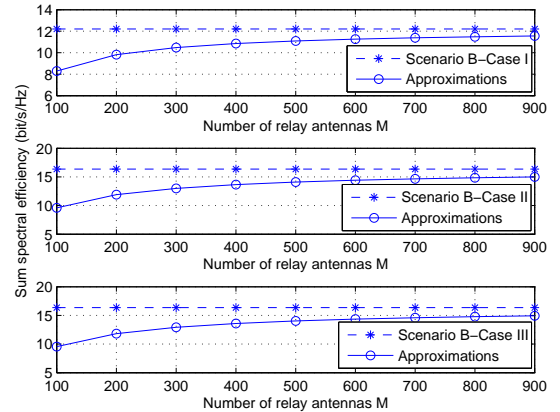 14
12
10
8
6
4
100 200 300 400 500 600 700 800 900
Number of relay antennas M
Scenario B−Case I
Approximations
Sum spectral efficiency (bit/s/Hz)
20
15
10
5
100 200 300 400 500 600 700 800 900
Number of relay antennas M
Scenario B−Case II
Approximations
20
15
10
5
100 200 300 400 500 600 700 800 900
Number of relay antennas M
Scenario B−Case III
Approximations